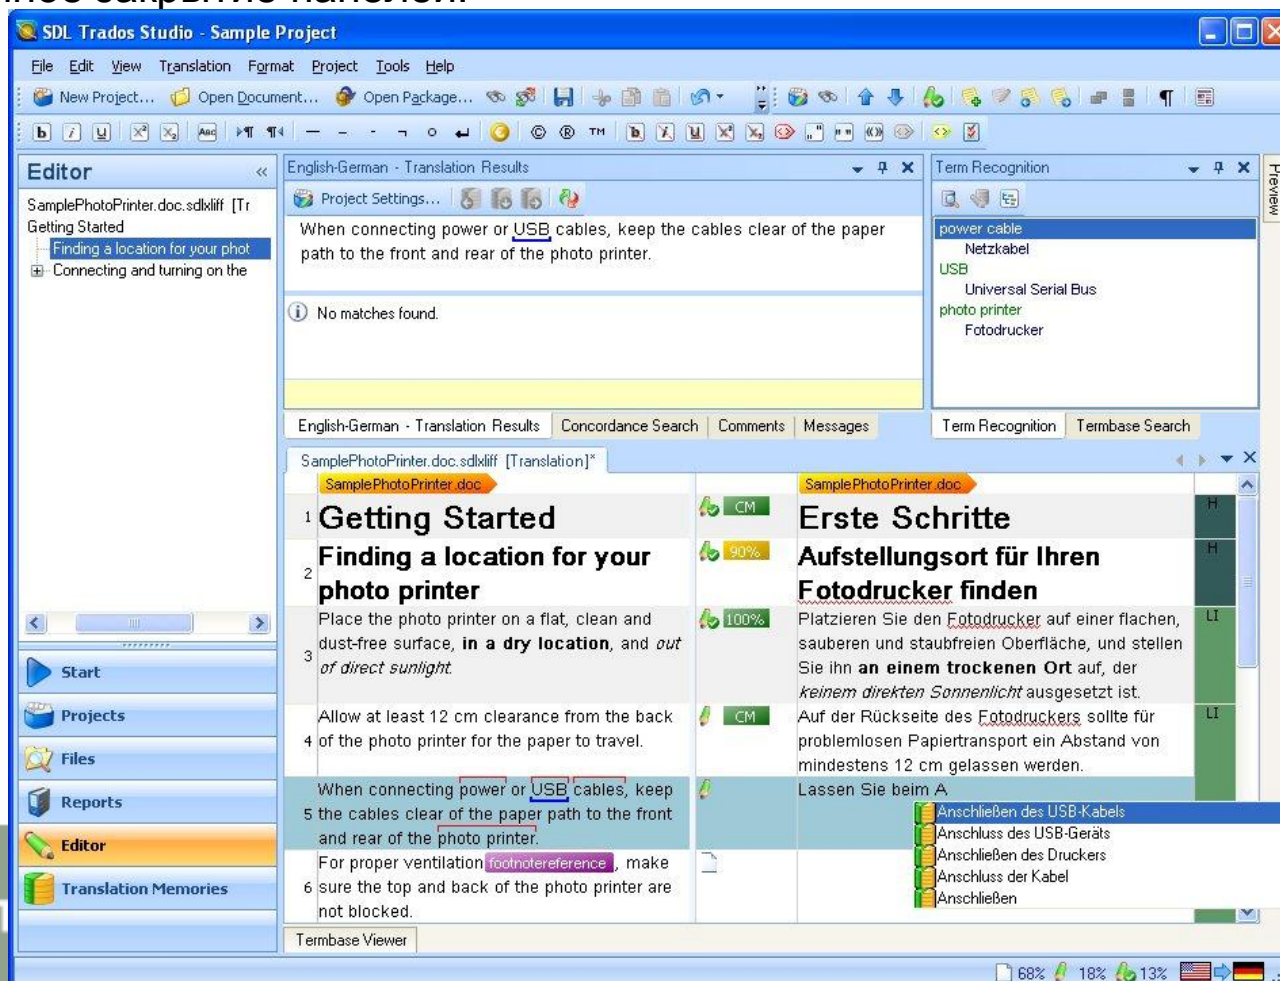 закрытие панелей.
SDL Trados Studio - Sample Project
File Edit View Translation Format Project Tools Help
New Project... Open Document... Open Package...
Editor «
SamplePhotoPrinter.doc.sdlxliff [Tr
Getting Started
Finding a location for your phot
Connecting and turning on the
Start
Projects
Files
Reports
Editor
Translation Memories
English-German - Translation Results
Project Settings...
When connecting power or USB cables, keep the cables clear of the paper
path to the front and rear of the photo printer.
No matches found.
English-German - Translation Results Concordance Search Comments Messages
Term Recognition
power cable
Netzkabel
USB
Universal Serial Bus
photo printer
Fotodrucker
Term Recognition Termbase Search
Preview
SamplePhotoPrinter.doc.sdlxliff [Translation]*
SamplePhotoPrinter.doc SamplePhotoPrinter.doc
1 Getting Started CM Erste Schritte H
2 Finding a location for your
photo printer
90%
Aufstellungsort für Ihren
Fotodrucker finden
H
3 Place the photo printer on a flat, clean and
dust-free surface, in a dry location, and out
of direct sunlight.
100%
Platzieren Sie den Fotodrucker auf einer flachen,
sauberen und staubfreien Oberfläche, und stellen
Sie ihn an einem trockenen Ort auf, der
keinem direkten Sonnenlicht ausgesetzt ist.
LI
4 Allow at least 12 cm clearance from the back
of the photo printer for the paper to travel.
CM
Auf der Rückseite des Fotodruckers sollte für
problemlosen Papiertransport ein Abstand von
mindestens 12 cm gelassen werden.
LI
5 When connecting power or USB cables, keep
the cables clear of the paper path to the front
and rear of the photo printer.
Lassen Sie beim A
Anschließen des USB-Kabels
Anschluss des USB-Geräts
Anschließen des Druckers
Anschluss der Kabel
Anschließen
6 For proper ventilation footnotereference , make
sure the top and back of the photo printer are
not blocked.
Termbase Viewer
68% 18% 13%